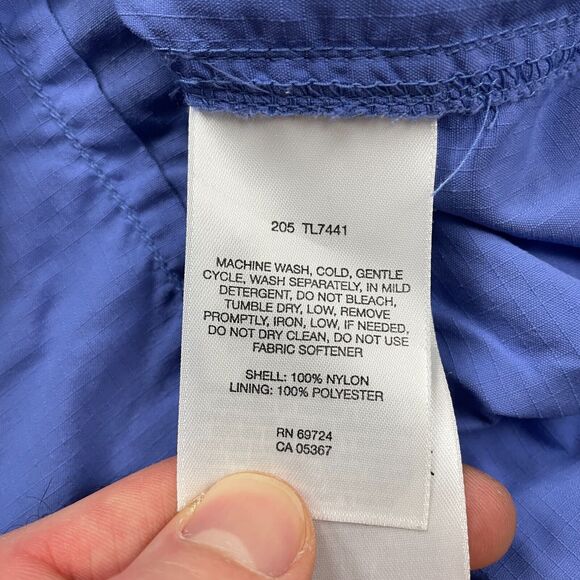 205 TL7441
MACHINE WASH, COLD, GENTLE
CYCLE, WASH SEPARATELY, IN MILD
DETERGENT, DO NOT BLEACH,
TUMBLE DRY, LOW, REMOVE
PROMPTLY, IRON, LOW, IF NEEDED,
DO NOT DRY CLEAN, DO NOT USE
FABRIC SOFTENER
SHELL: 100% NYLON
LINING: 100% POLYESTER
RN 69724
CA 05367